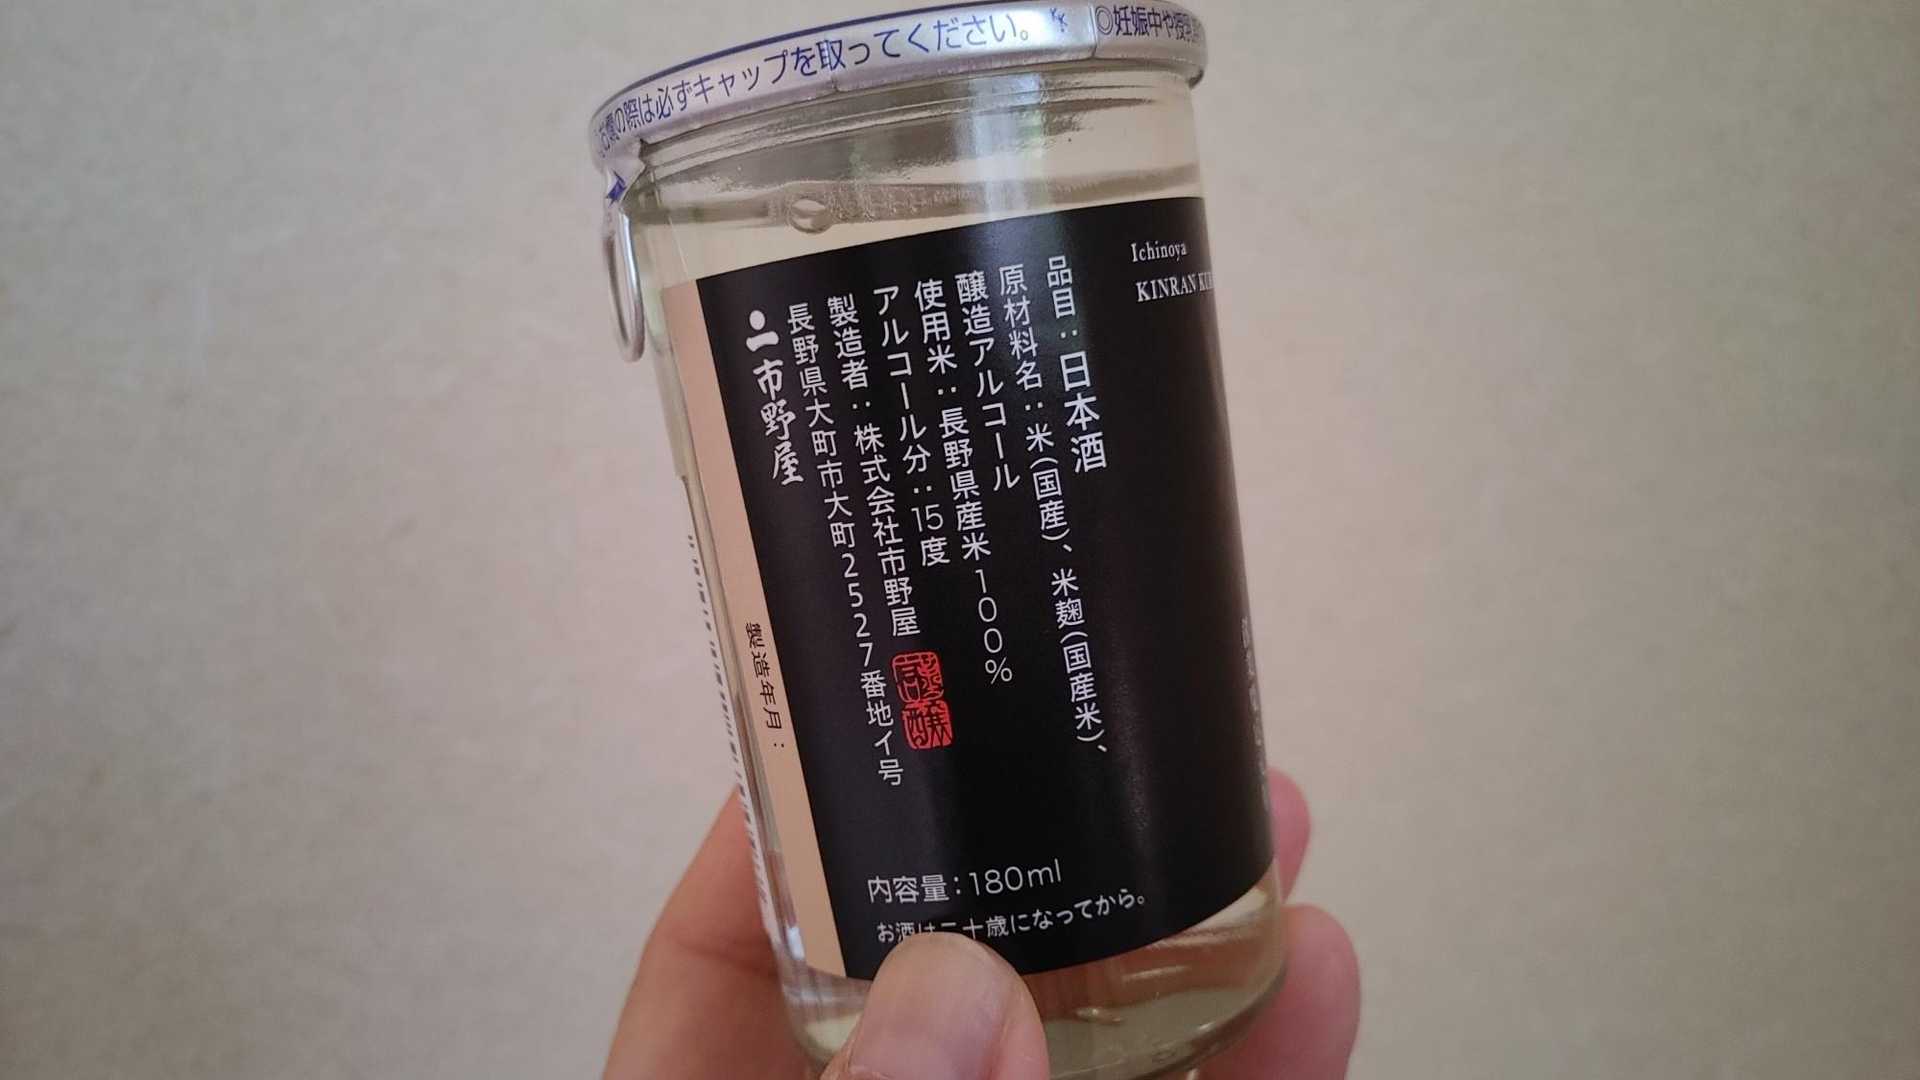 お燗の際は必ずキャップを取ってください。
◎妊娠中や授乳
Ichinoya
KINRAN
品目：日本酒
原材料名：米（国産）、米麹（国産米）、
醸造アルコール
使用米：長野県産米100%
アルコール分：15度
製造者：株式会社市野屋
長野県大町市大町2527番地イ号
市野屋
謹醸
製造年月：
内容量：180ml
お酒は二十歳になってから。